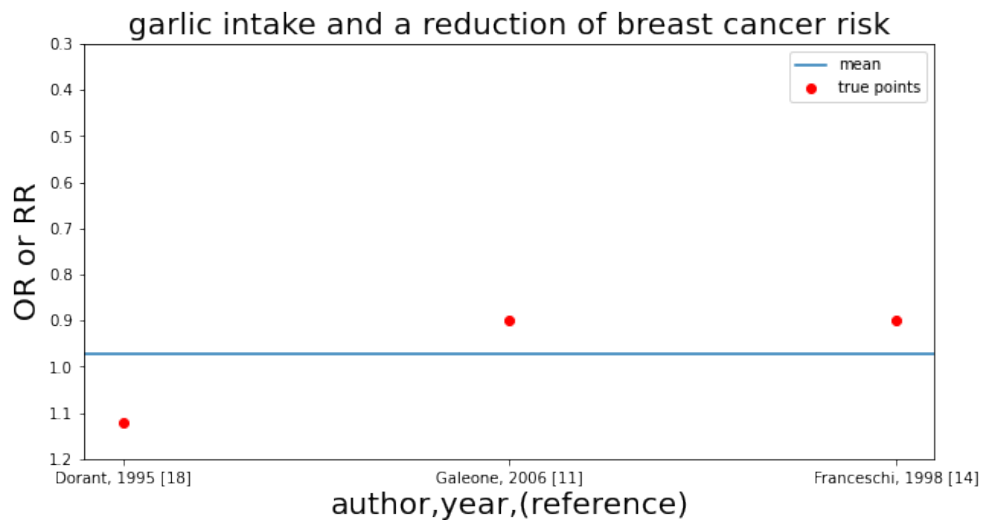 garlic intake and a reduction of breast cancer risk
mean
true points
OR or RR
0.3
0.4
0.5
0.6
0.7
0.8
0.9
1.0
1.1
1.2
Dorant, 1995 [18]
Galeone, 2006 [11]
Franceschi, 1998 [14]
author,year,(reference)